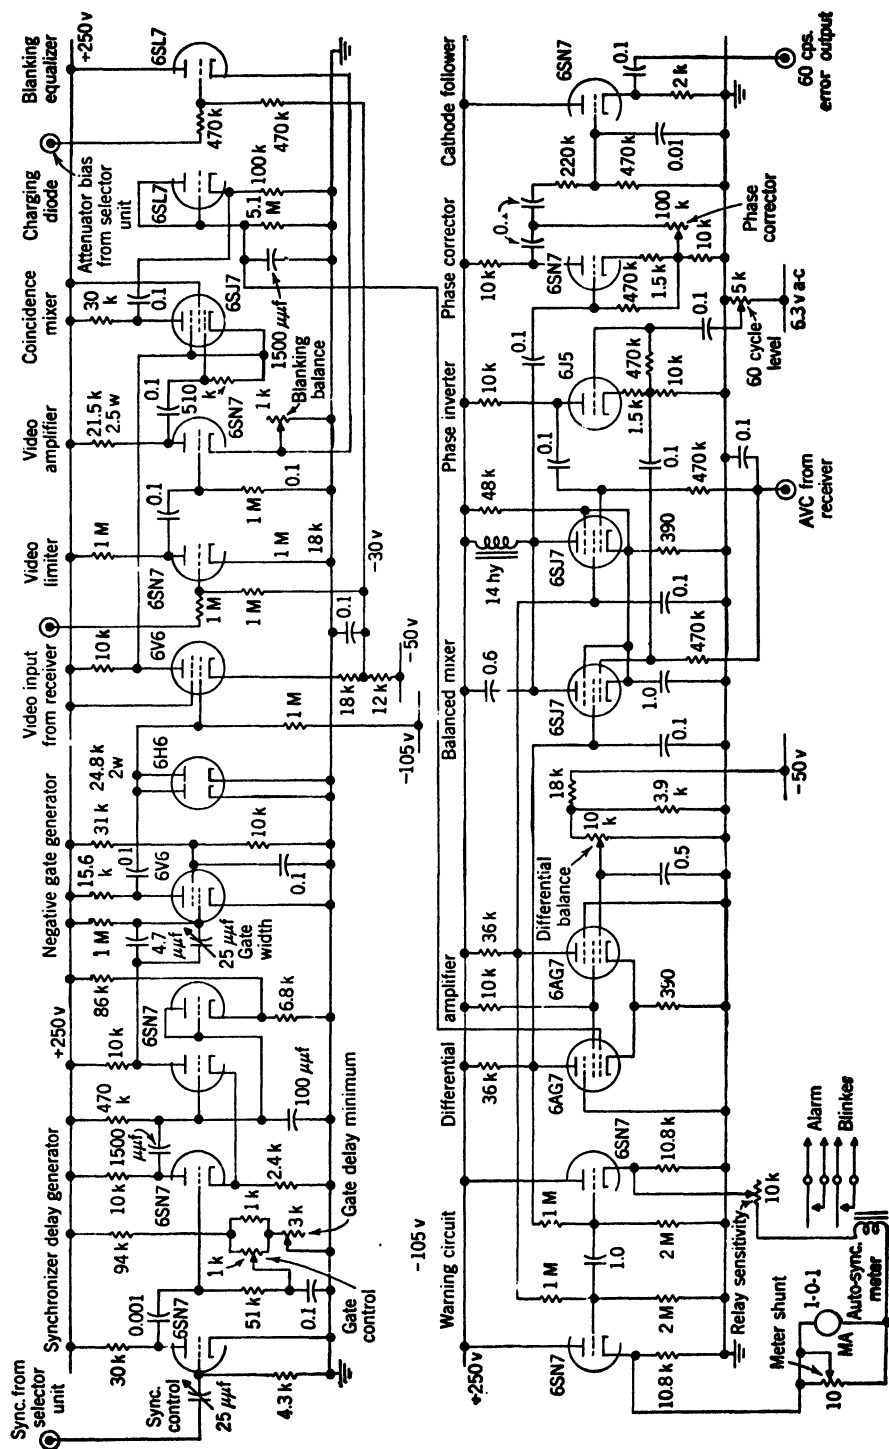 Sync. from
selector
unit
Synchronizer delay generator
+250 v
Negative gate generator
Video input
from receiver
Video
limiter
Video
amplifier
Coincidence
mixer
Charging
diode
Blanking
equalizer
+250 v
30 k
0.001
6SN7
Sync.
control
25 μμf
4.3 k
94 k
51 k
0.1
1 k
1 k
3 k
Gate
control
Gate delay minimum
10 k
1500
μμf
6SN7
2.4 k
470
k
10 k
100 μμf
6SN7
86 k
6.8 k
1 M
4.7
μμf
25 μμf
Gate
width
15.6
k
0.1
6V6
31 k
10 k
0.1
24.8 k
2 w
6H6
1 M
-105 v
10 k
6V6
18 k
12 k
-50 v
0.1
-30 v
1 M
1 M
6SN7
1 M
0.1
1 M
1 M
18 k
21.5 k
2.5 w
0.1
6SN7
510
k
1 k
Blanking
balance
0.1
30
k
0.1
6SJ7
1500 μμf
Attenuator bias
from selector
unit
6SL7
5.1
M
100 k
470 k
470 k
6SL7
-105 v
Warning circuit
Differential amplifier
Balanced mixer
Phase inverter
Phase corrector
Cathode follower
+250 v
6SN7
10.8 k
1 M
2 M
1.0
1 M
2 M
6SN7
10.8 k
Relay sensitivity
10 k
Meter shunt
10
1-0-1
MA
Auto-sync.
meter
Alarm
Blinker
36 k
6AG7
10 k
36 k
6AG7
390
Differential
balance
0.5
10
k
18 k
3.9
k
-50 v
0.1
0.6
6SJ7
1.0
470 k
0.1
14 hy
6SJ7
48 k
390
0.1
470 k
0.1
AVC from
receiver
0.1
10 k
6J5
1.5 k
470 k
10 k
0.1
5 k
60 cycle
level
6.3 v a-c
0.1
10 k
6SN7
470 k
1.5 k
10 k
100
k
Phase
corrector
220 k
470 k
0.01
6SN7
0.1
2 k
60 cps.
error output